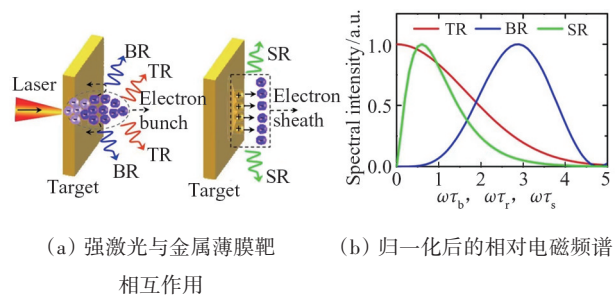 BR
TR
Laser
Electron
bunch
TR
BR
Target
SR
Electron
sheath
SR
Target
TR BR SR
Spectral intensity/a.u.
1.0
0.5
0.0
0 1 2 3 4 5
ωτb, ωτr, ωτs
(a) 强激光与金属薄膜靶
相互作用
(b) 归一化后的相对电磁频谱